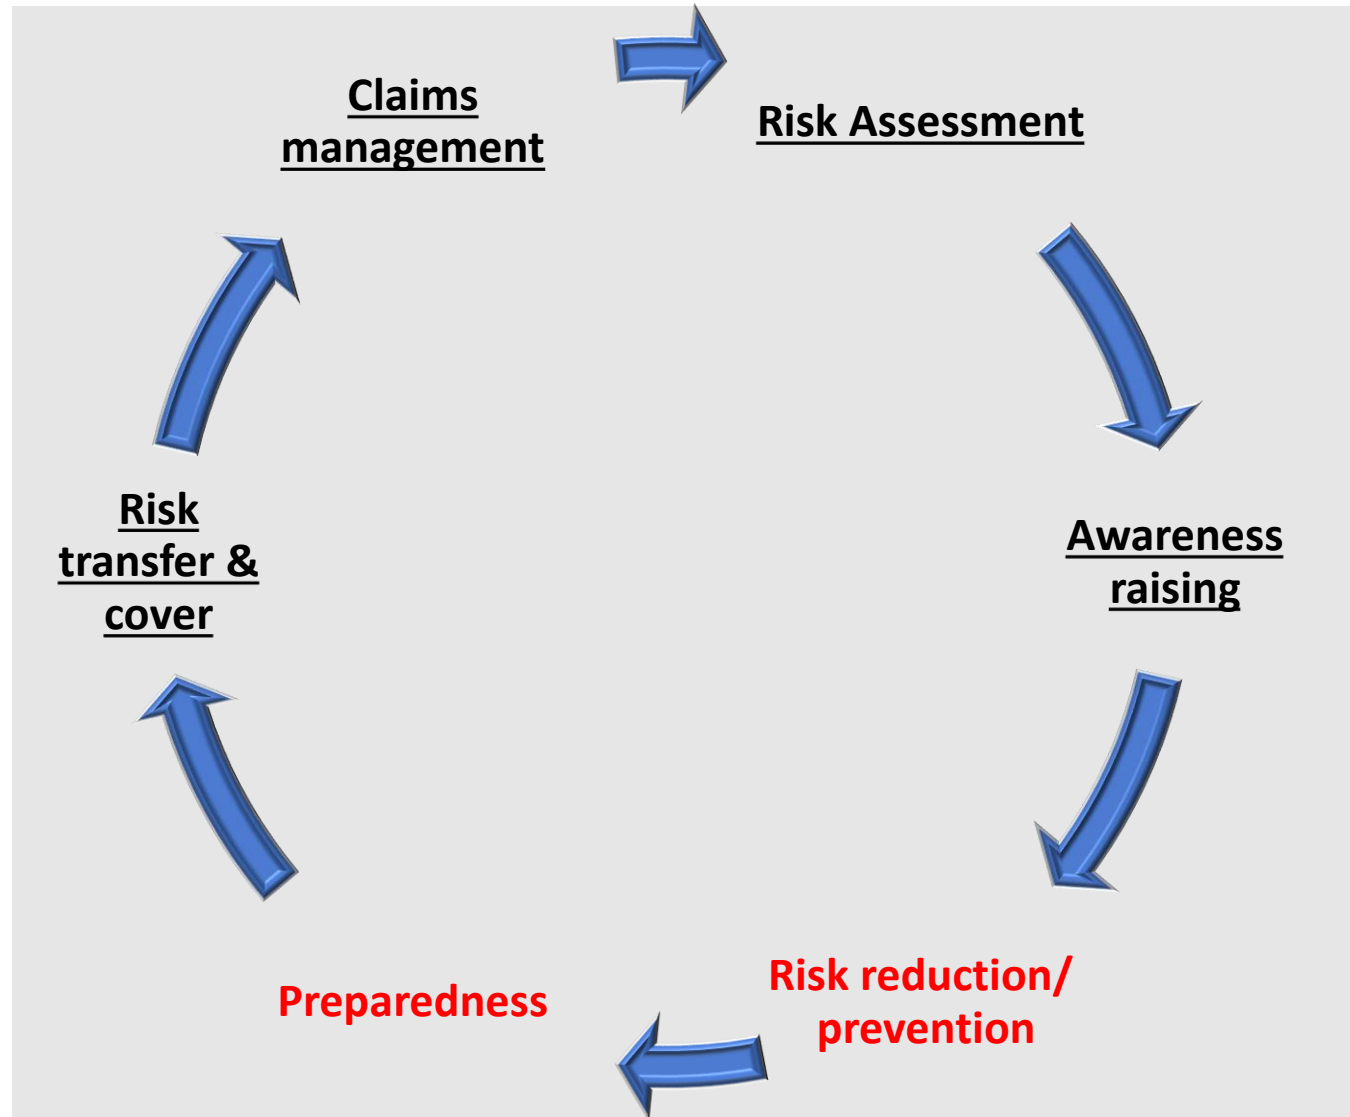 Claims
management
Risk Assessment
Awareness
raising
Risk reduction/
prevention
Preparedness
Risk
transfer &
cover